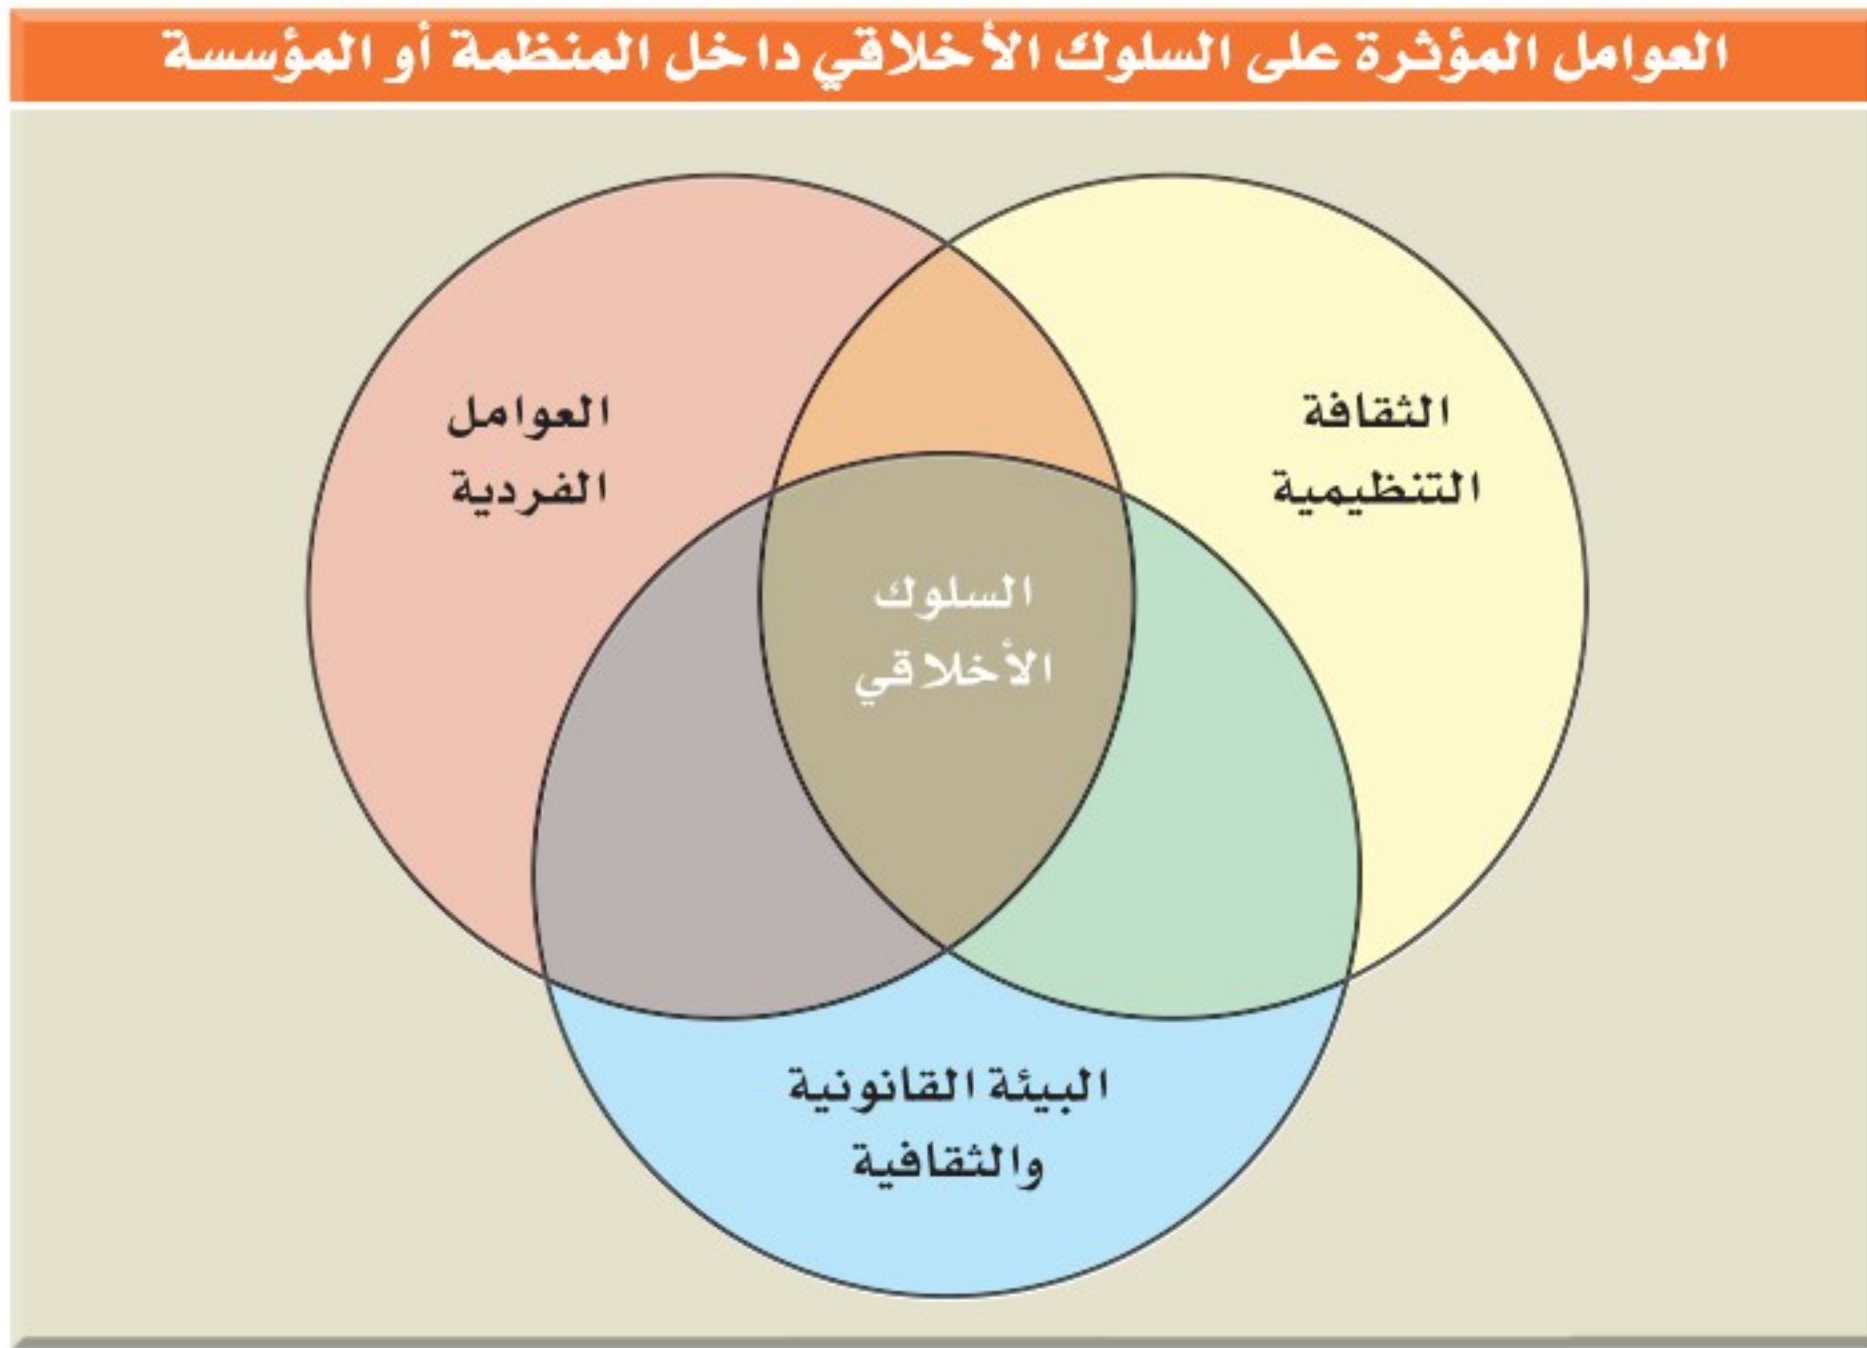 العوامل المؤثرة على السلوك الأخلاقي داخل المنظمة أو المؤسسة
الثقافة
التنظيمية
العوامل
الفردية
السلوك
الأخلاقي
البيئة القانونية
والثقافية